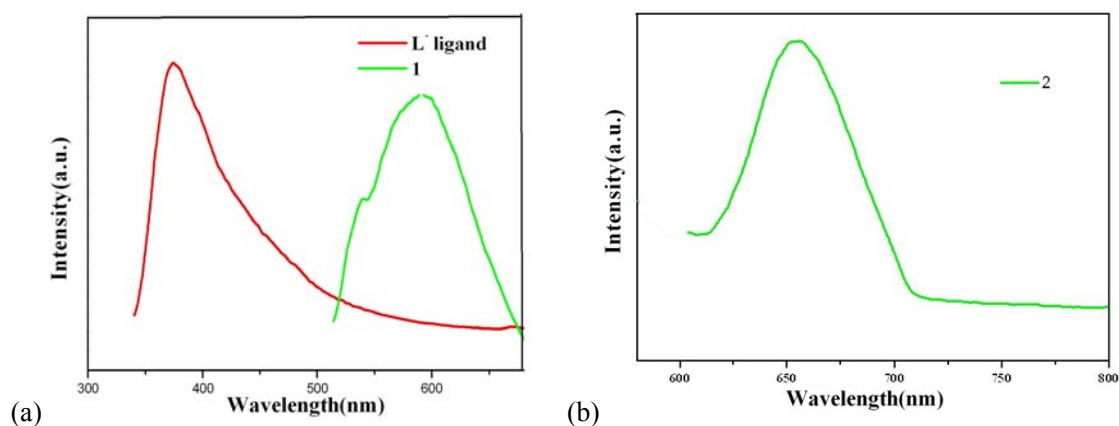 L- ligand
1
Intensity(a.u.)
300 400 500 600
Wavelength(nm)
(a)
2
Intensity(a.u.)
600 650 700 750 800
Wavelength(nm)
(b)